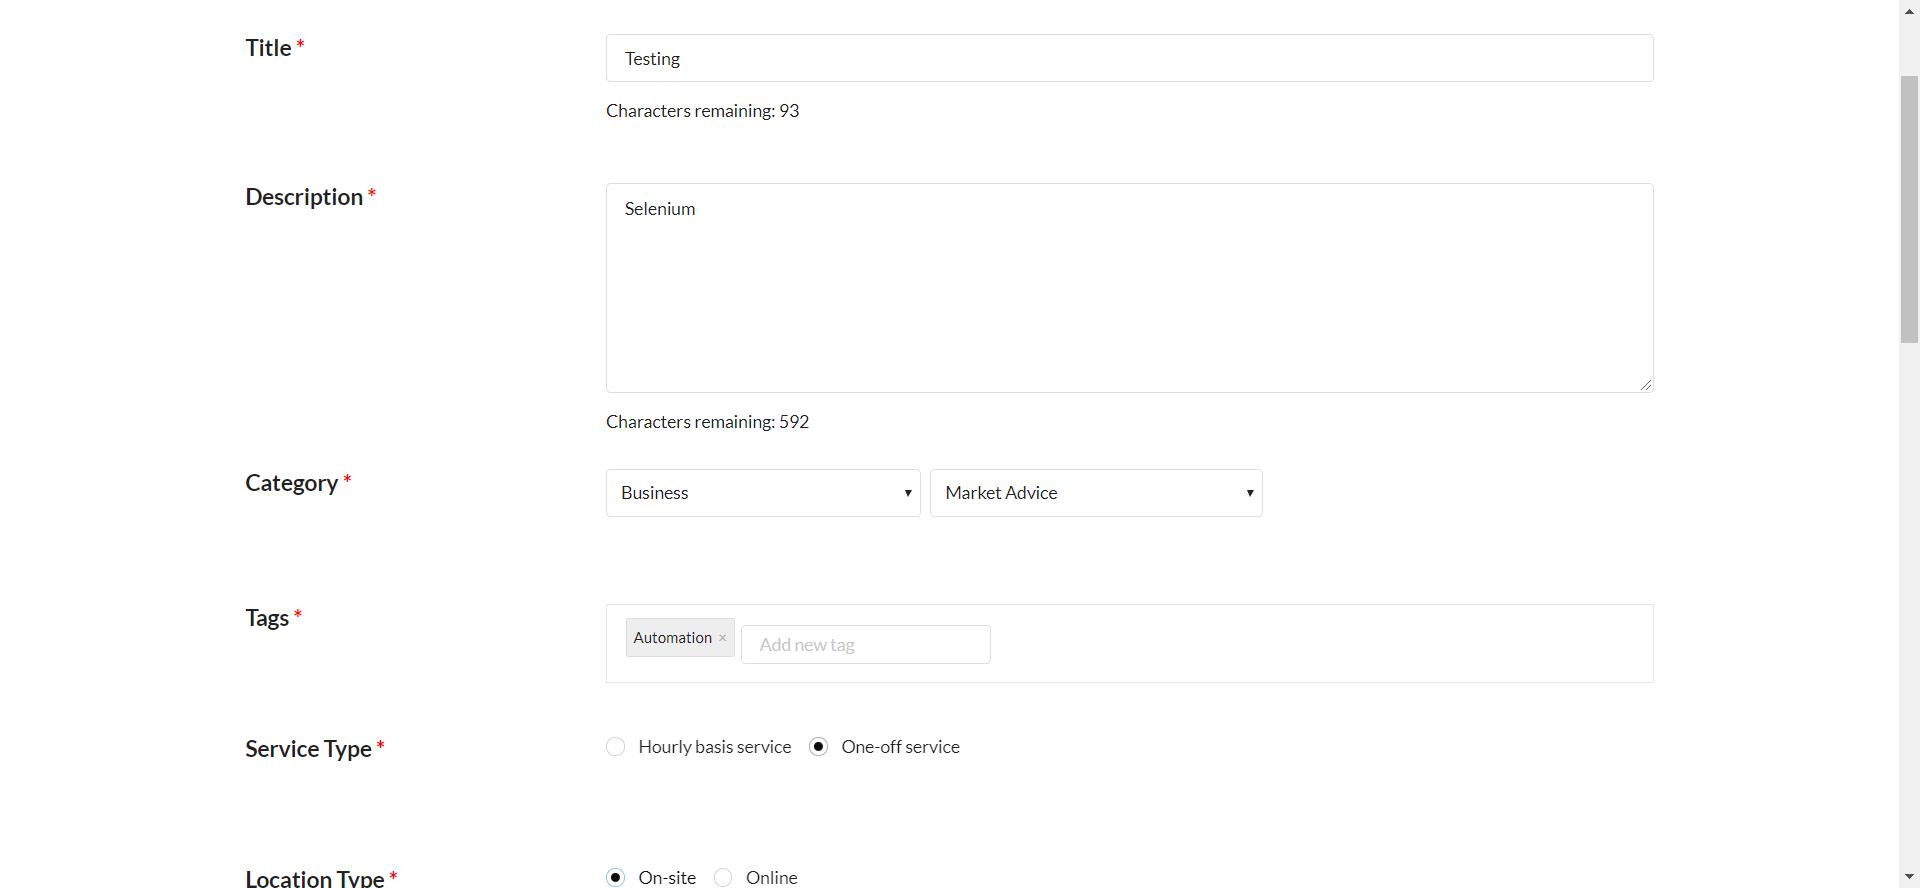 Title *
Testing
Characters remaining: 93
Description *
Selenium
Characters remaining: 592
Category *
Business
Market Advice
Tags *
Automation ×
Add new tag
Service Type *
Hourly basis service
One-off service
Location Type *
On-site
Online